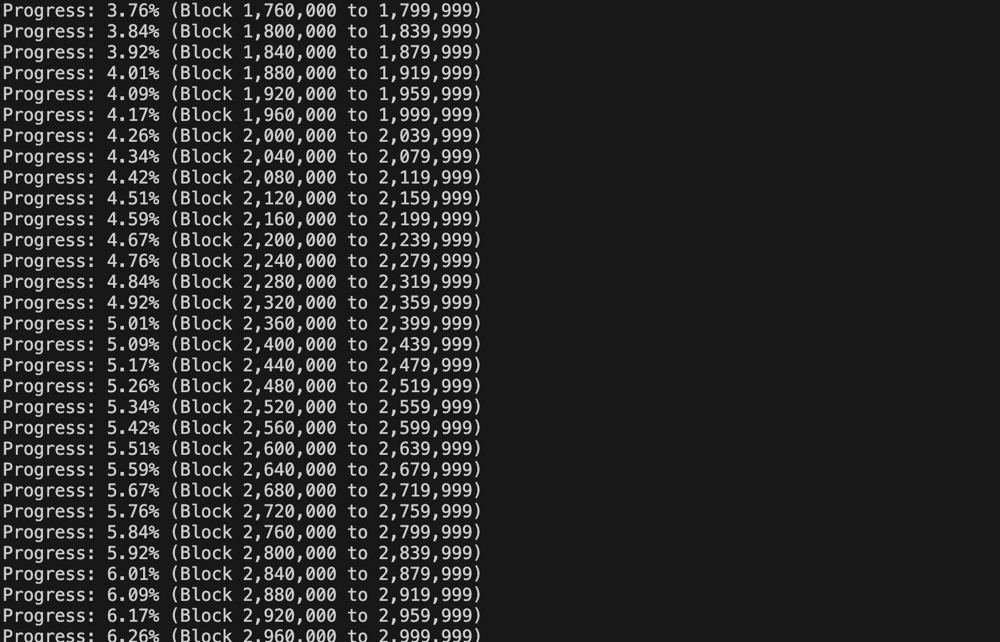 Progress: 3.76% (Block 1,760,000 to 1,799,999)
Progress: 3.84% (Block 1,800,000 to 1,839,999)
Progress: 3.92% (Block 1,840,000 to 1,879,999)
Progress: 4.01% (Block 1,880,000 to 1,919,999)
Progress: 4.09% (Block 1,920,000 to 1,959,999)
Progress: 4.17% (Block 1,960,000 to 1,999,999)
Progress: 4.26% (Block 2,000,000 to 2,039,999)
Progress: 4.34% (Block 2,040,000 to 2,079,999)
Progress: 4.42% (Block 2,080,000 to 2,119,999)
Progress: 4.51% (Block 2,120,000 to 2,159,999)
Progress: 4.59% (Block 2,160,000 to 2,199,999)
Progress: 4.67% (Block 2,200,000 to 2,239,999)
Progress: 4.76% (Block 2,240,000 to 2,279,999)
Progress: 4.84% (Block 2,280,000 to 2,319,999)
Progress: 4.92% (Block 2,320,000 to 2,359,999)
Progress: 5.01% (Block 2,360,000 to 2,399,999)
Progress: 5.09% (Block 2,400,000 to 2,439,999)
Progress: 5.17% (Block 2,440,000 to 2,479,999)
Progress: 5.26% (Block 2,480,000 to 2,519,999)
Progress: 5.34% (Block 2,520,000 to 2,559,999)
Progress: 5.42% (Block 2,560,000 to 2,599,999)
Progress: 5.51% (Block 2,600,000 to 2,639,999)
Progress: 5.59% (Block 2,640,000 to 2,679,999)
Progress: 5.67% (Block 2,680,000 to 2,719,999)
Progress: 5.76% (Block 2,720,000 to 2,759,999)
Progress: 5.84% (Block 2,760,000 to 2,799,999)
Progress: 5.92% (Block 2,800,000 to 2,839,999)
Progress: 6.01% (Block 2,840,000 to 2,879,999)
Progress: 6.09% (Block 2,880,000 to 2,919,999)
Progress: 6.17% (Block 2,920,000 to 2,959,999)
Progress: 6.26% (Block 2,960,000 to 2,999,999)